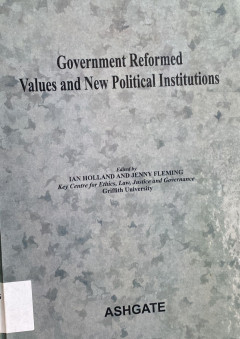 Government Reformed
Values and New Political Institutions
Edited by
IAN HOLLAND AND JENNY FLEMING
Key Centre for Ethics, Law, Justice and Governance
Griffith University
ASHGATE